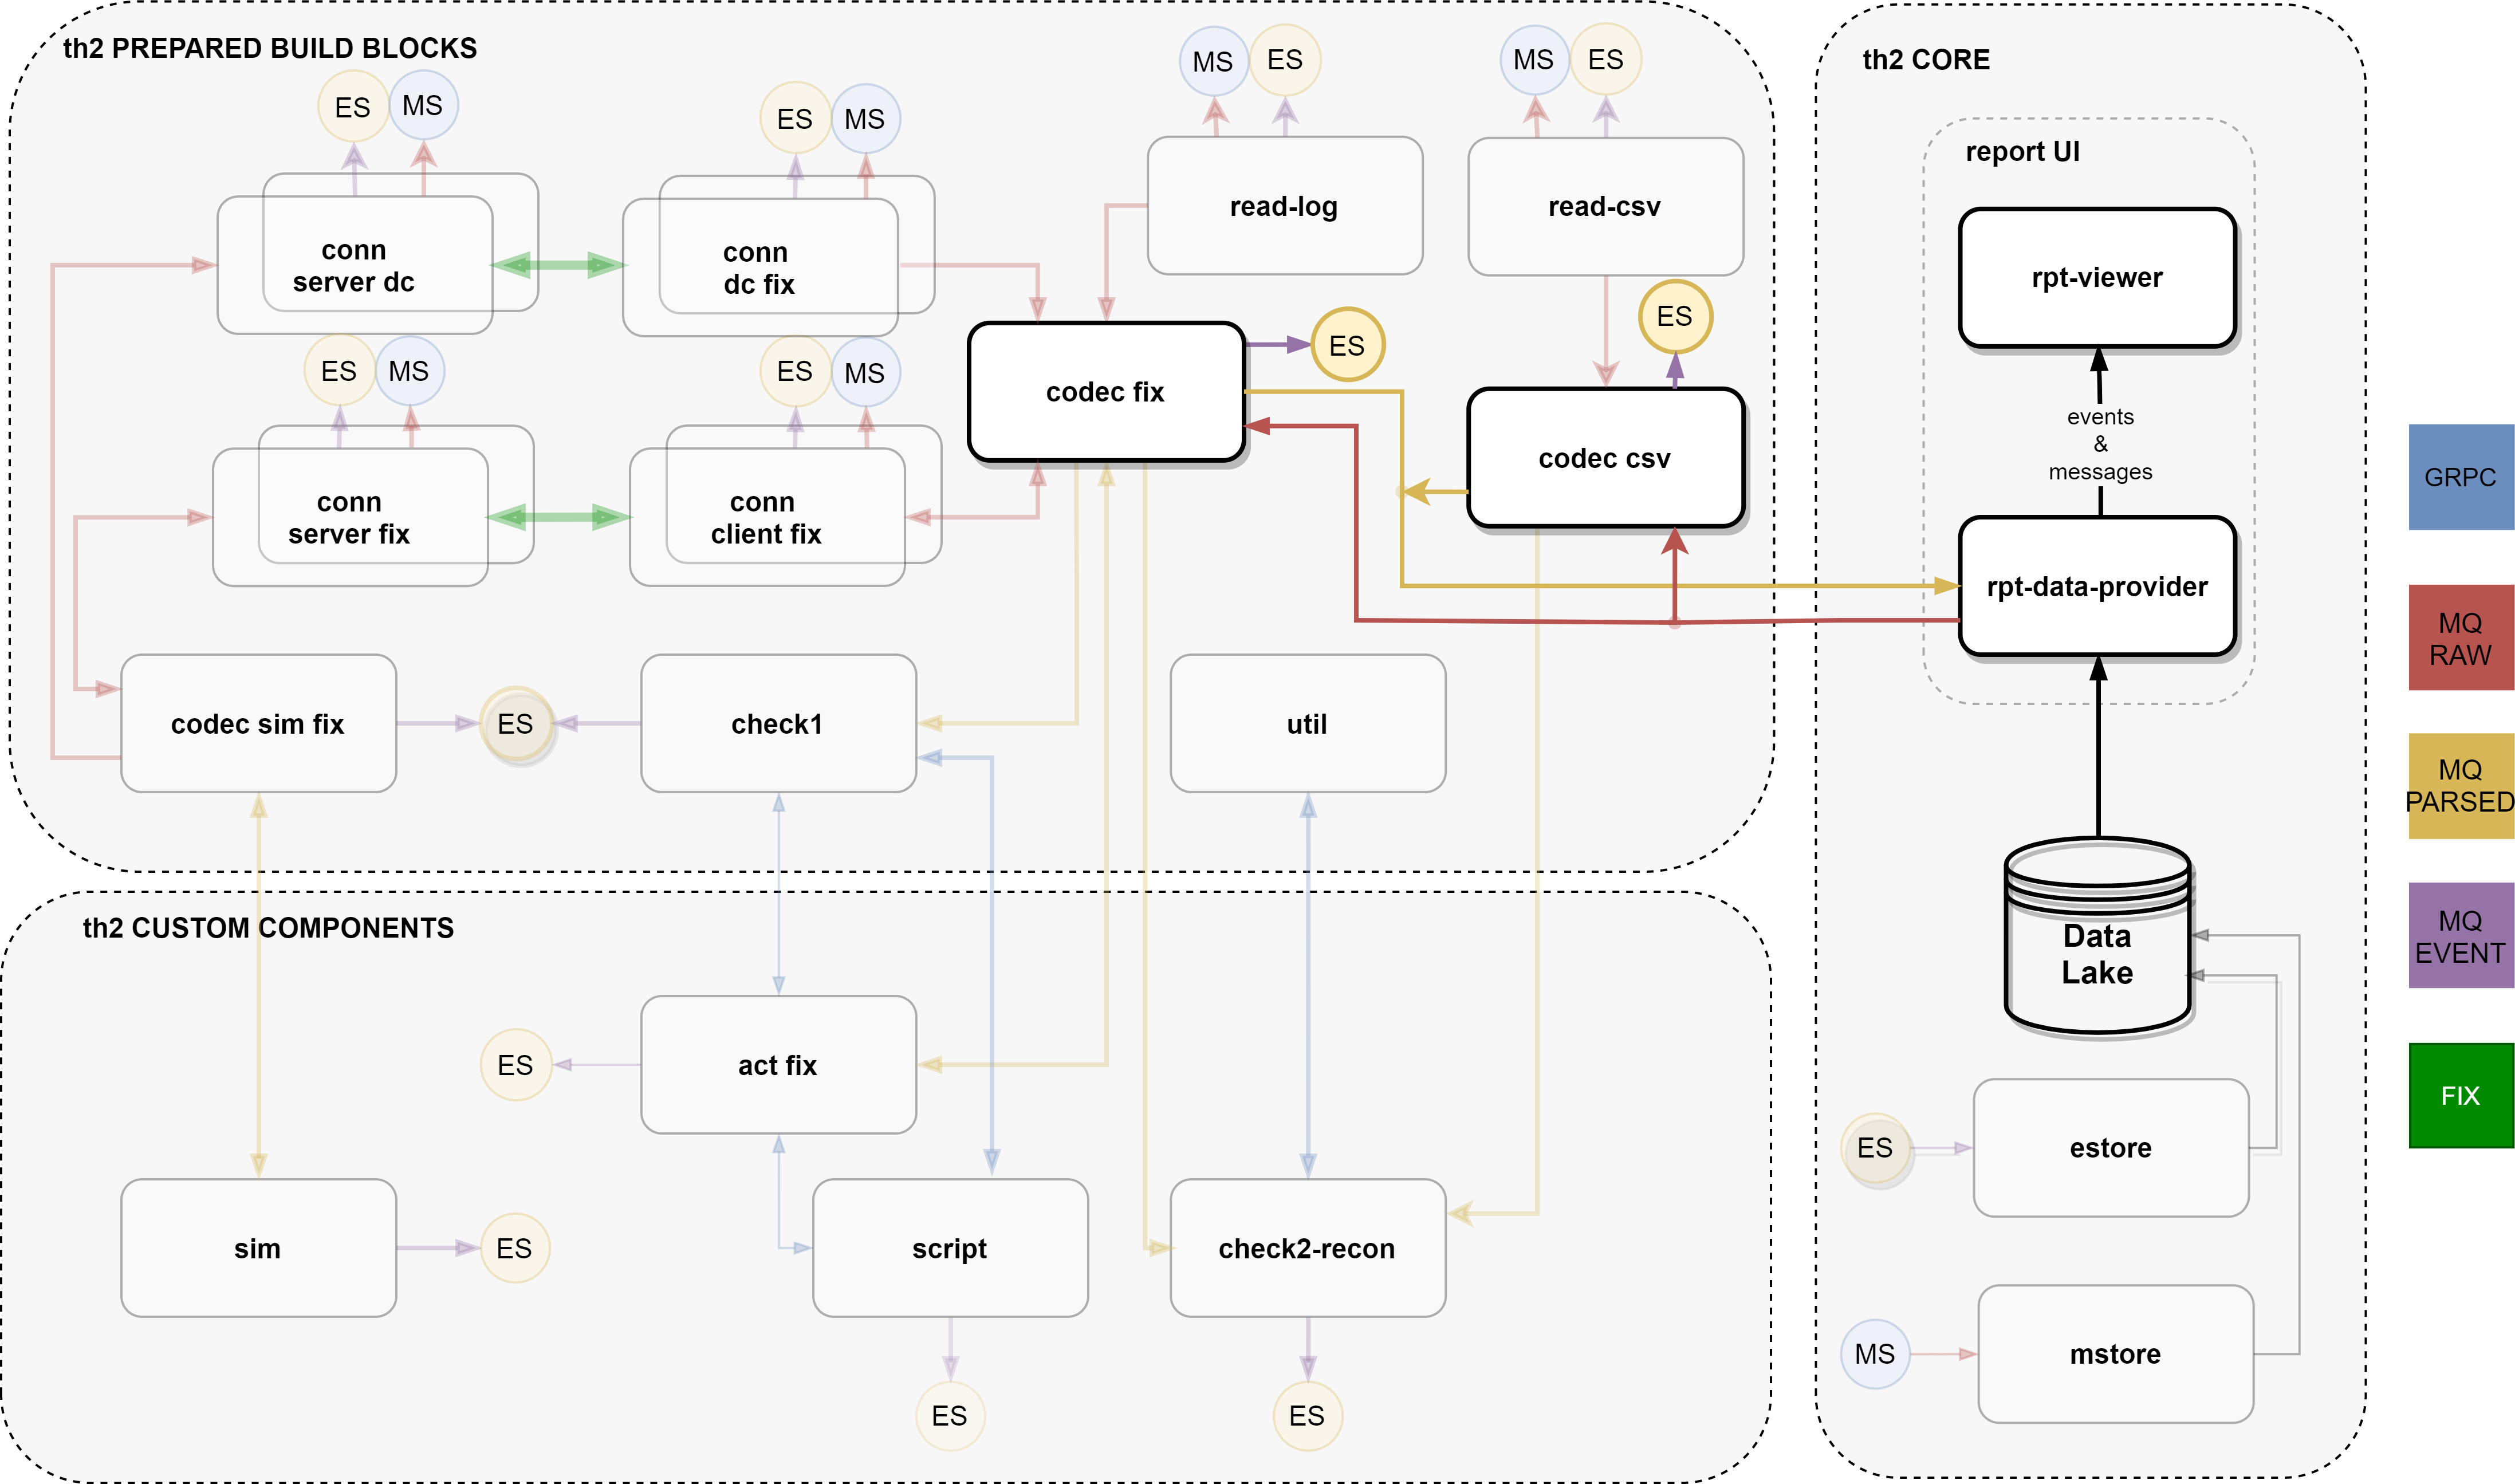 th2 PREPARED BUILD BLOCKS
ES
MS
ES
MS
MS
ES
MS
ES
conn
server dc
conn
dc fix
read-log
read-csv
ES
MS
ES
MS
ES
ES
codec fix
codec csv
conn
server fix
conn
client fix
codec sim fix
ES
check1
util
th2 CUSTOM COMPONENTS
ES
act fix
sim
ES
script
check2-recon
ES
ES
th2 CORE
report UI
rpt-viewer
events
&
messages
rpt-data-provider
Data
Lake
ES
estore
MS
mstore
GRPC
MQ
RAW
MQ
PARSED
MQ
EVENT
FIX